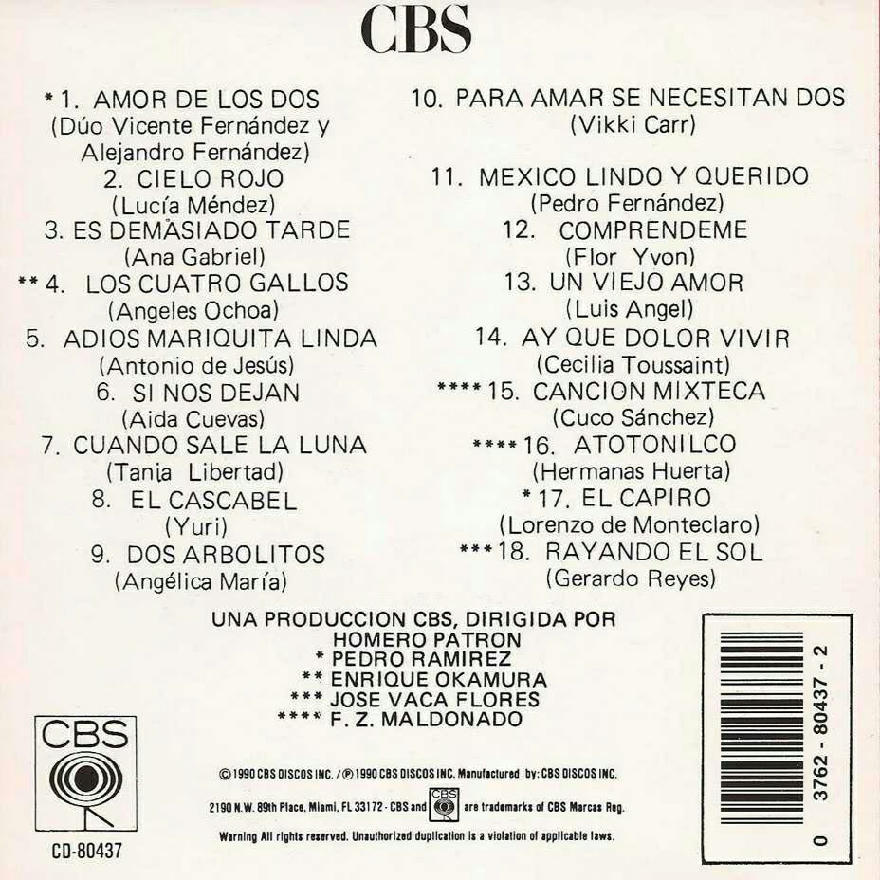 CBS
* 1. AMOR DE LOS DOS
(Dúo Vicente Fernández y
Alejandro Fernández)
2. CIELO ROJO
(Lucía Méndez)
3. ES DEMASIADO TARDE
(Ana Gabriel)
** 4. LOS CUATRO GALLOS
(Angeles Ochoa)
5. ADIOS MARIQUITA LINDA
(Antonio de Jesús)
6. SI NOS DEJAN
(Aida Cuevas)
7. CUANDO SALE LA LUNA
(Tania Libertad)
8. EL CASCABEL
(Yuri)
9. DOS ARBOLITOS
(Angélica María)
10. PARA AMAR SE NECESITAN DOS
(Vikki Carr)
11. MEXICO LINDO Y QUERIDO
(Pedro Fernández)
12. COMPRENDEME
(Flor Yvon)
13. UN VIEJO AMOR
(Luis Angel)
14. AY QUE DOLOR VIVIR
(Cecilia Toussaint)
**** 15. CANCION MIXTECA
(Cuco Sánchez)
**** 16. ATOTONILCO
(Hermanas Huerta)
* 17. EL CAPIRO
(Lorenzo de Monteclaro)
*** 18. RAYANDO EL SOL
(Gerardo Reyes)
UNA PRODUCCION CBS, DIRIGIDA POR
HOMERO PATRON
* PEDRO RAMIREZ
** ENRIQUE OKAMURA
*** JOSE VACA FLORES
**** F. Z. MALDONADO
CBS
CD-80437
© 1990 CBS DISCOS INC. / Ⓟ 1990 CBS DISCOS INC. Manufactured by: CBS DISCOS INC.
2190 N.W. 89th Place, Miami, FL 33172 - CBS and CBS are trademarks of CBS Marcas Reg.
Warning All rights reserved. Unauthorized duplication is a violation of applicable laws.
0 3762 - 80437 - 2